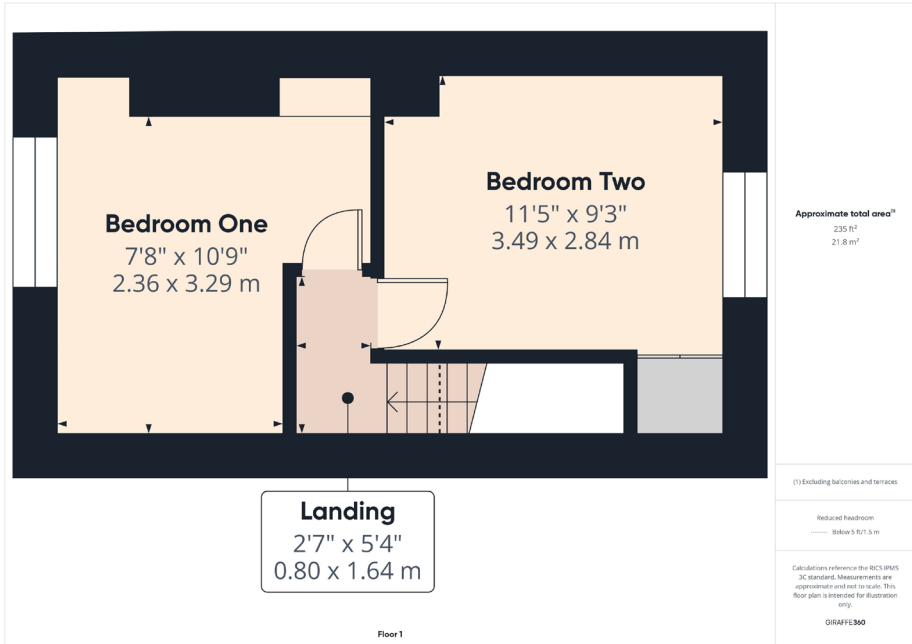 Bedroom One
7'8" x 10'9"
2.36 x 3.29 m
Bedroom Two
11'5" x 9'3"
3.49 x 2.84 m
Landing
2'7" x 5'4"
0.80 x 1.64 m
Floor 1
Approximate total area(1)
235 ft²
21.8 m²
(1) Excluding balconies and terraces
Reduced headroom
Below 5 ft/1.5 m
Calculations reference the RICS IPMS
3C standard. Measurements are
approximate and not to scale. This
floor plan is intended for illustration
only.
GIRAFFE360